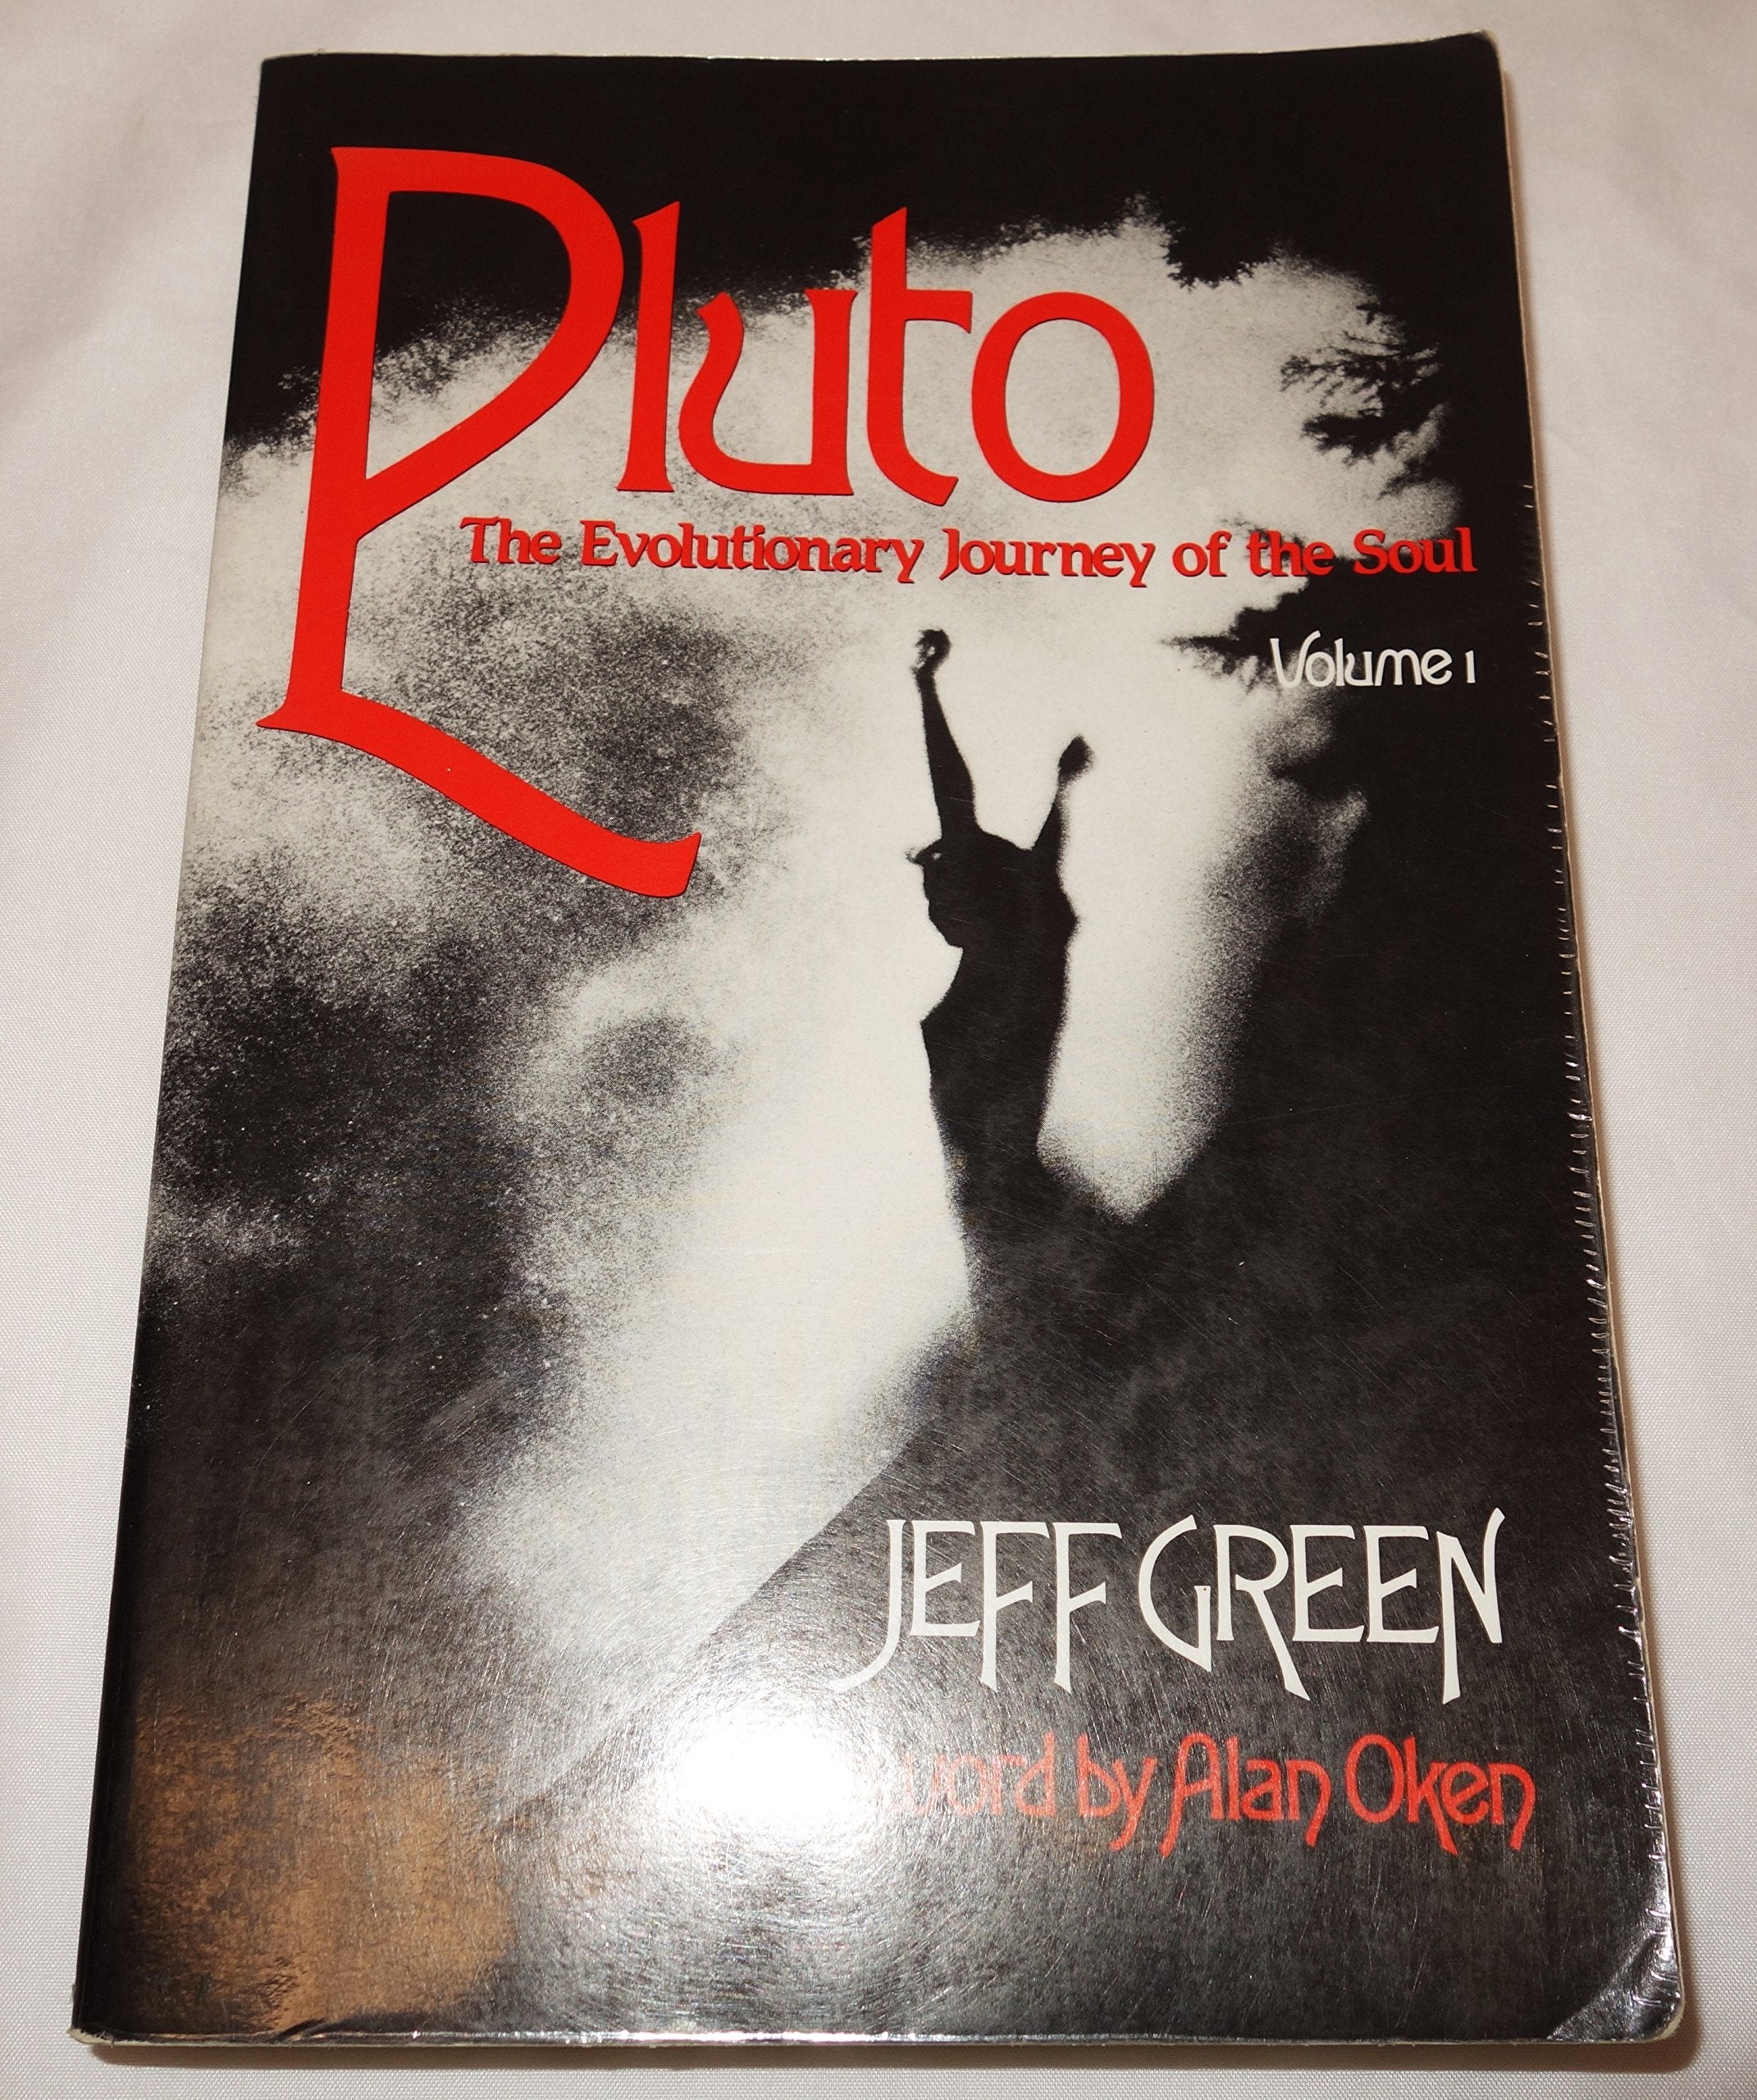 Pluto
The Evolutionary Journey of the Soul
Volume 1
JEFF GREEN
by Alan Oken